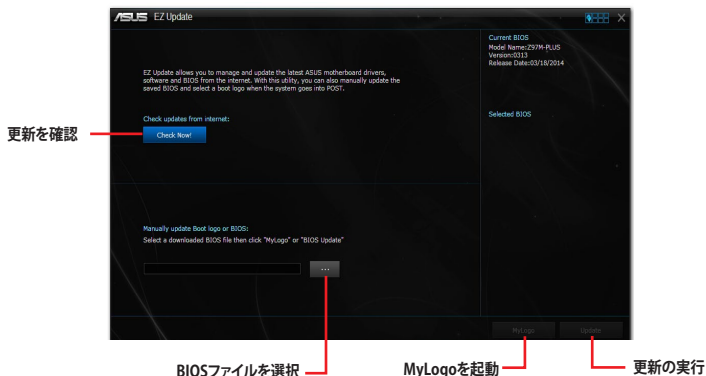 ASUS EZ Update
Current BIOS
Model Name:Z97M-PLUS
Version:0313
Release Date:03/18/2014
EZ Update allows you to manage and update the latest ASUS motherboard drivers,
software and BIOS from the internet. With this utility, you can also manually update the
saved BIOS and select a boot logo when the system goes into POST.
Check updates from internet:
Selected BIOS
更新を確認
Check Now!
Manually update Boot logo or BIOS:
Select a downloaded BIOS file then click "MyLogo" or "BIOS Update"
...
MyLogo
Update
BIOSファイルを選択
MyLogoを起動
更新の実行